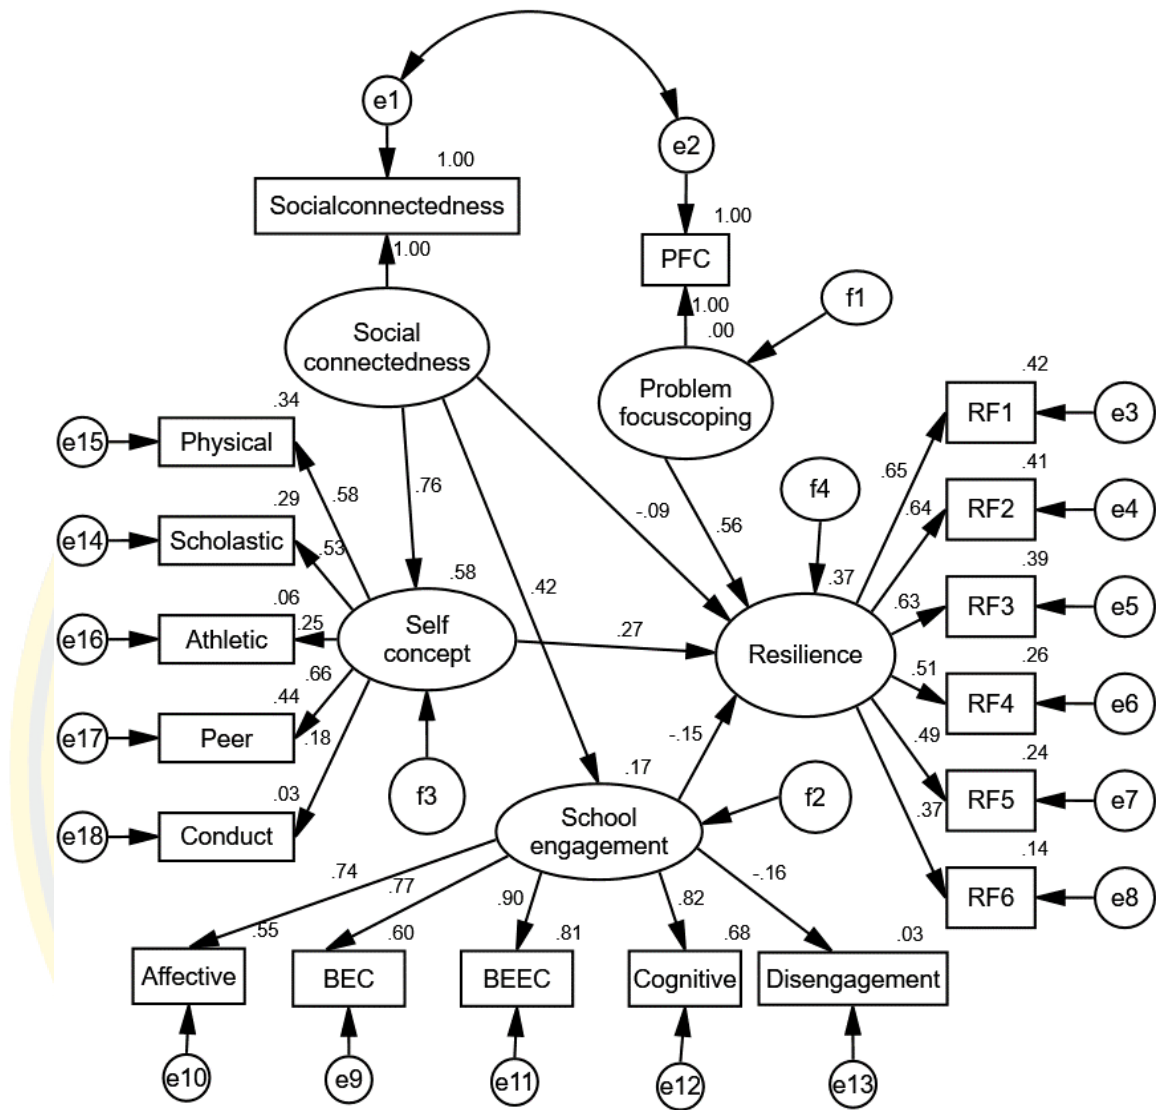 e1
e2
1.00
Socialconnectedness
1.00
1.00
PFC
f1
1.00
.00
Social
connectedness
Problem
focuscoping
.42
RF1
e3
.34
e15
Physical
.65
.41
f4
RF2
e4
.58
.76
-.09
.56
.64
.29
e14
Scholastic
.53
.39
.58
.42
.37
.63
RF3
e5
.06
e16
Athletic
.25
Self
concept
.27
Resilience
.26
.66
.51
RF4
e6
.44
e17
Peer
.18
.49
-.15
.24
.17
f3
f2
RF5
e7
.03
.37
e18
Conduct
School
engagement
.14
.74
.77
.90
.82
-.16
RF6
e8
.55
.60
.81
.68
.03
Affective
BEC
BEEC
Cognitive
Disengagement
e10
e9
e11
e12
e13